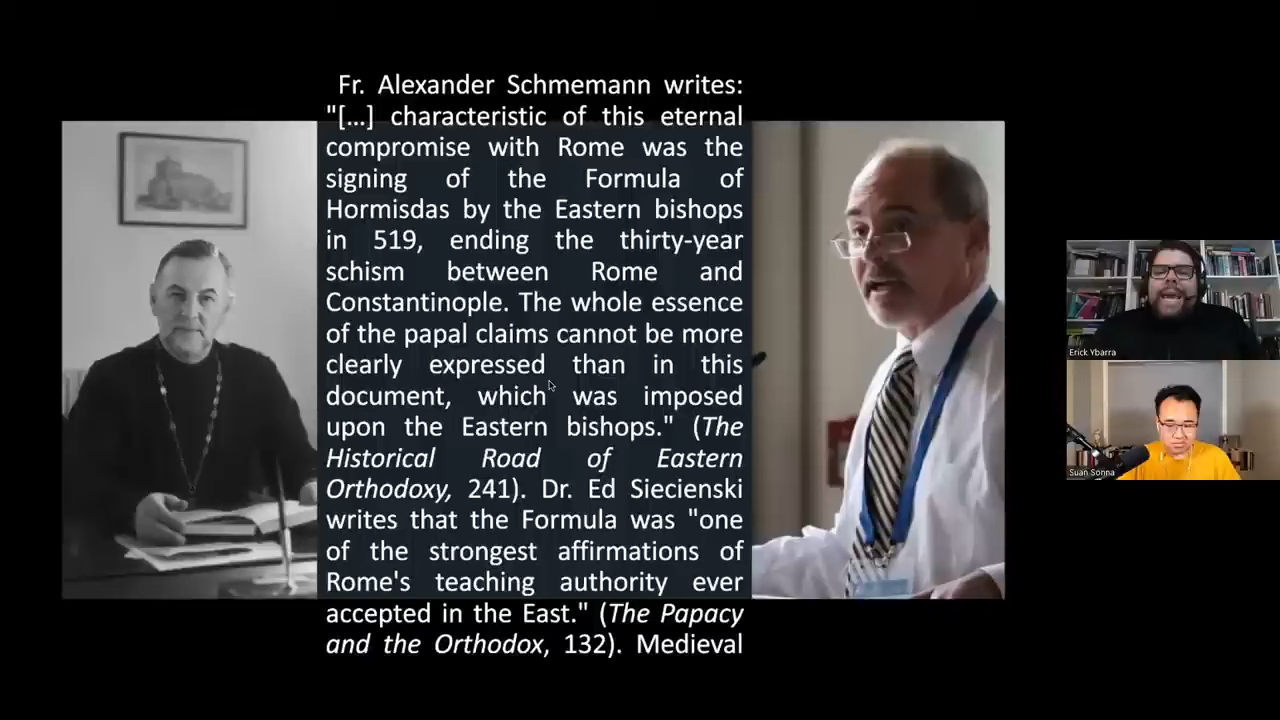 Fr. Alexander Schmemann writes:
"[…] characteristic of this eternal
compromise with Rome was the
signing of the Formula of
Hormisdas by the Eastern bishops
in 519, ending the thirty-year
schism between Rome and
Constantinople. The whole essence
of the papal claims cannot be more
clearly expressed than in this
document, which was imposed
upon the Eastern bishops." (The
Historical Road of Eastern
Orthodoxy, 241). Dr. Ed Siecienski
writes that the Formula was "one
of the strongest affirmations of
Rome's teaching authority ever
accepted in the East." (The Papacy
and the Orthodox, 132). Medieval
Erick Ybarra
Suan Sonna